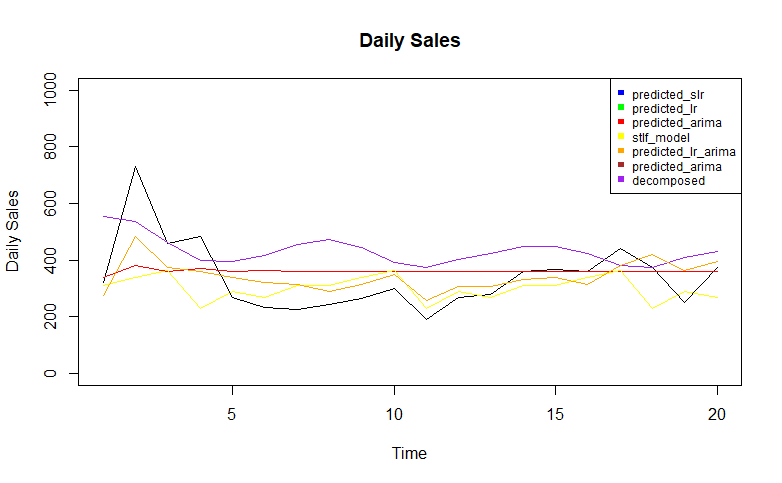 Daily Sales
1000
800
600
400
200
0
Daily Sales
predicted_slr
predicted_lr
predicted_arima
stlf_model
predicted_lr_arima
predicted_arima
decomposed
5 10 15 20
Time